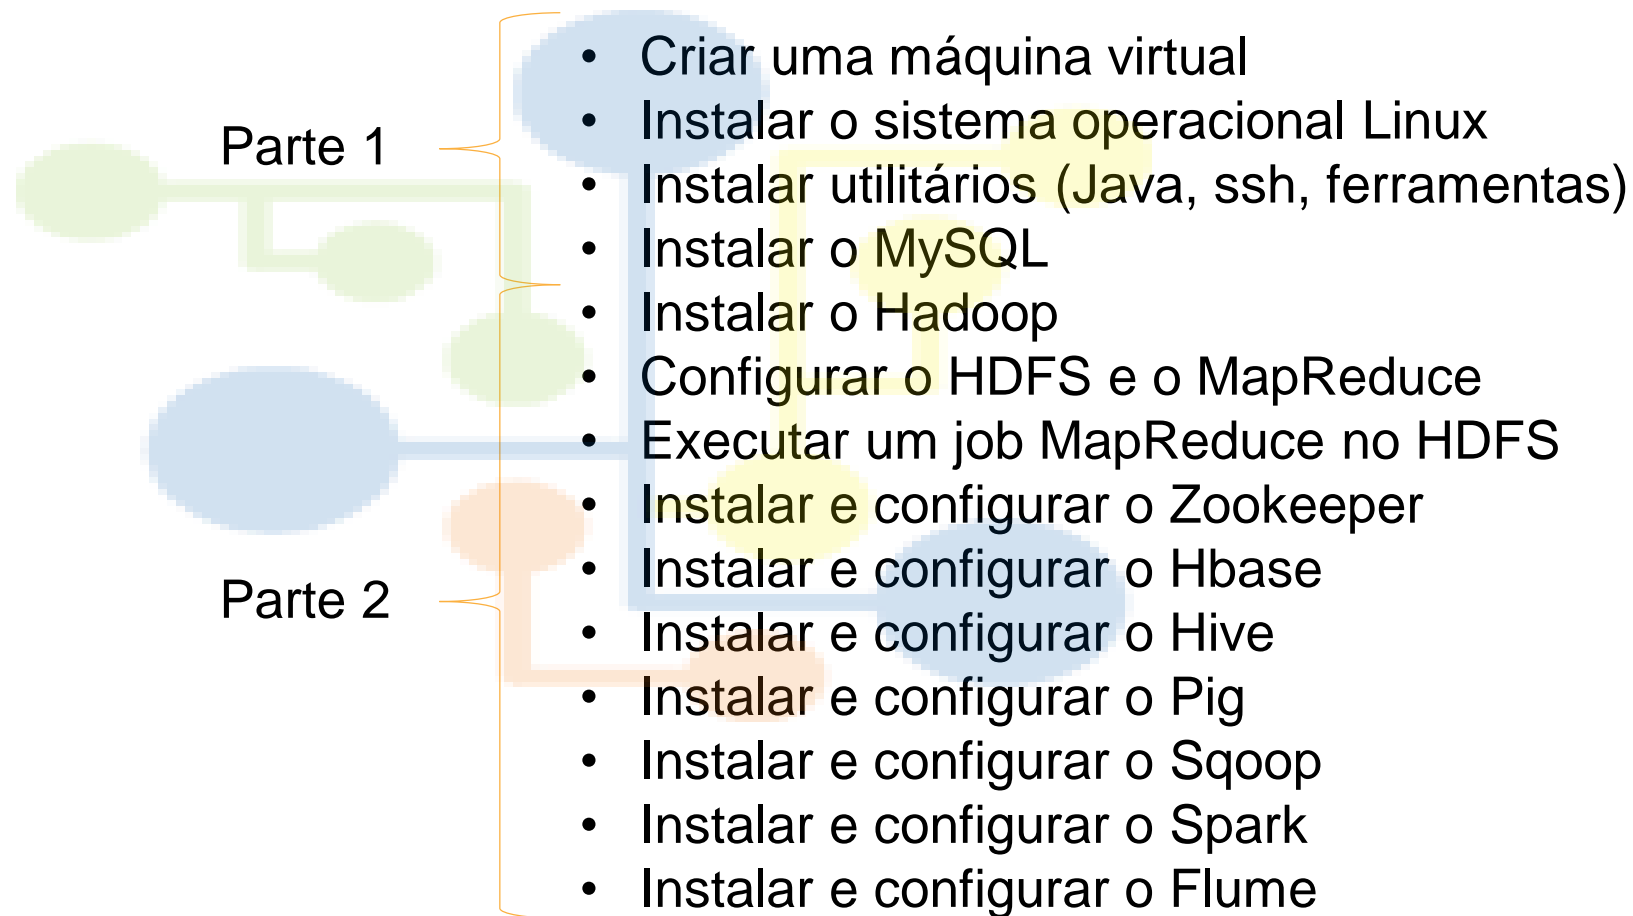 Parte 1
• Criar uma máquina virtual
• Instalar o sistema operacional Linux
• Instalar utilitários (Java, ssh, ferramentas)
• Instalar o MySQL
Parte 2
• Instalar o Hadoop
• Configurar o HDFS e o MapReduce
• Executar um job MapReduce no HDFS
• Instalar e configurar o Zookeeper
• Instalar e configurar o Hbase
• Instalar e configurar o Hive
• Instalar e configurar o Pig
• Instalar e configurar o Sqoop
• Instalar e configurar o Spark
• Instalar e configurar o Flume